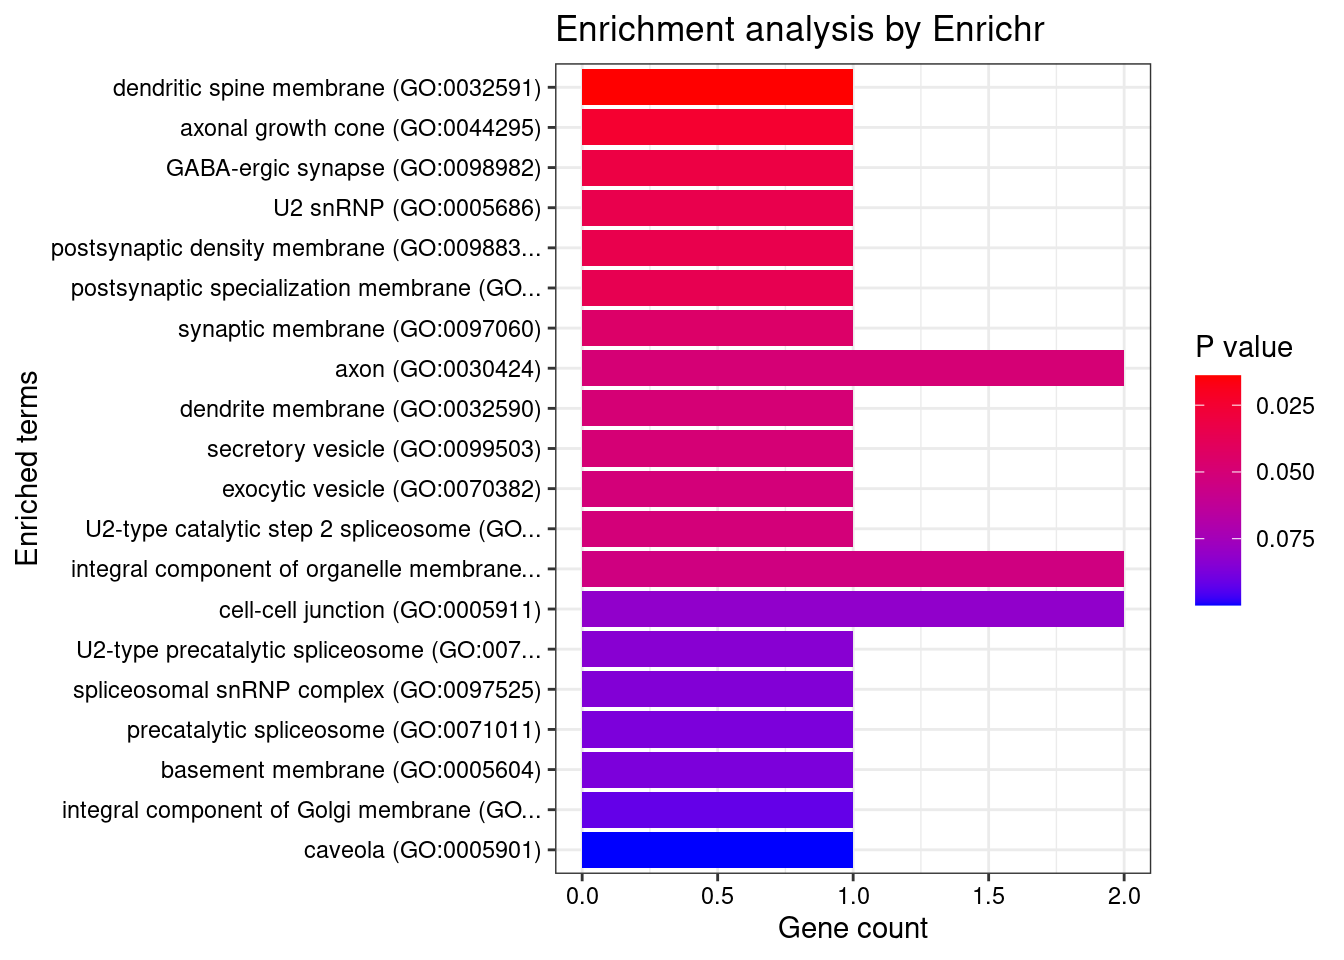 Enrichment analysis by Enrichr
dendritic spine membrane (GO:0032591)
axonal growth cone (GO:0044295)
GABA-ergic synapse (GO:0098982)
U2 snRNP (GO:0005686)
postsynaptic density membrane (GO:009883...
postsynaptic specialization membrane (GO...
synaptic membrane (GO:0097060)
axon (GO:0030424)
dendrite membrane (GO:0032590)
secretory vesicle (GO:0099503)
exocytic vesicle (GO:0070382)
U2-type catalytic step 2 spliceosome (GO...
integral component of organelle membrane...
cell-cell junction (GO:0005911)
U2-type precatalytic spliceosome (GO:007...
spliceosomal snRNP complex (GO:0097525)
precatalytic spliceosome (GO:0071011)
basement membrane (GO:0005604)
integral component of Golgi membrane (GO...
caveola (GO:0005901)
Enriched terms
0.0 0.5 1.0 1.5 2.0
Gene count
P value
0.025
0.050
0.075